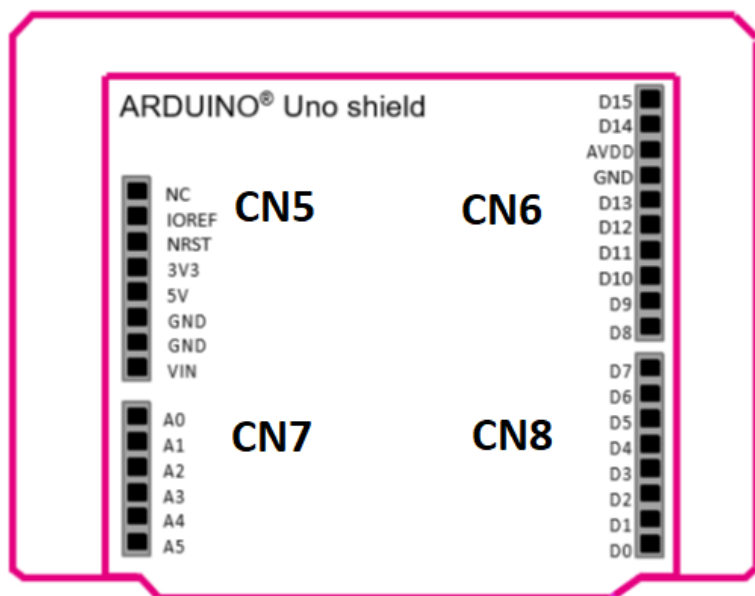 ARDUINO® Uno shield
NC
IOREF
NRST
3V3
5V
GND
GND
VIN
CN5
A0
A1
A2
A3
A4
A5
CN7
CN6
D15
D14
AVDD
GND
D13
D12
D11
D10
D9
D8
CN8
D7
D6
D5
D4
D3
D2
D1
D0